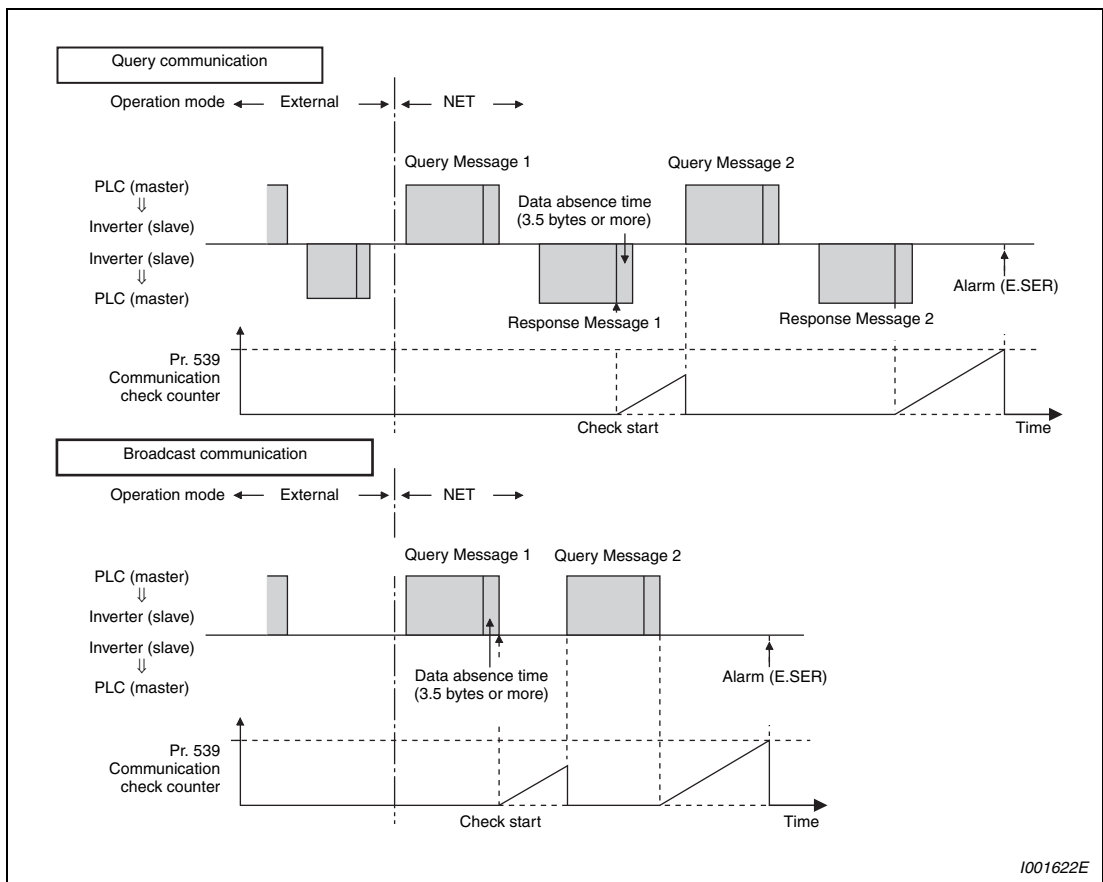 Query communication
Operation mode External NET
Query Message 1 Query Message 2
PLC (master)
⇓
Inverter (slave)
Data absence time
(3.5 bytes or more)
Inverter (slave)
⇓
PLC (master)
Alarm (E.SER)
Response Message 1 Response Message 2
Pr. 539
Communication
check counter
Check start Time
Broadcast communication
Operation mode External NET
Query Message 1 Query Message 2
PLC (master)
⇓
Inverter (slave)
Inverter (slave)
⇓
PLC (master)
Data absence time
(3.5 bytes or more)
Alarm (E.SER)
Pr. 539
Communication
check counter
Check start Time
I001622E